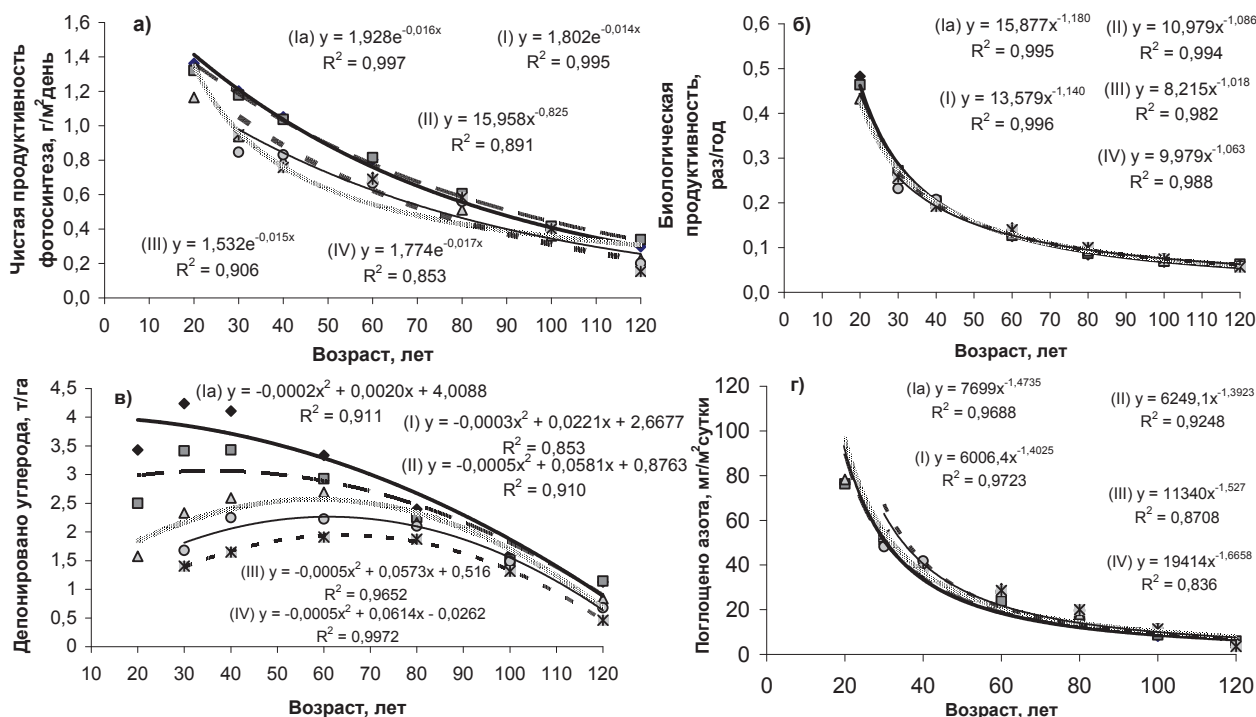 а)
Чистая продуктивность
фотосинтеза, г/м²день
1,6
1,4
1,2
1,0
0,8
0,6
0,4
0,2
0,0
(Iа) y = 1,928e^-0,016x
R² = 0,997
(I) y = 1,802e^-0,014x
R² = 0,995
(II) y = 15,958x^-0,825
R² = 0,891
(III) y = 1,532e^-0,015x
R² = 0,906
(IV) y = 1,774e^-0,017x
R² = 0,853
0 10 20 30 40 50 60 70 80 90 100 110 120
Возраст, лет
б)
Биологическая
продуктивность,
раз/год
0,6
0,5
0,4
0,3
0,2
0,1
0,0
(Iа) y = 15,877x^-1,180
R² = 0,995
(II) y = 10,979x^-1,086
R² = 0,994
(I) y = 13,579x^-1,140
R² = 0,996
(III) y = 8,215x^-1,018
R² = 0,982
(IV) y = 9,979x^-1,063
R² = 0,988
0 10 20 30 40 50 60 70 80 90 100 110 120
Возраст, лет
в)
Депонировано углерода, т/га
4,5
4
3,5
3
2,5
2
1,5
1
0,5
0
(Iа) y = -0,0002x² + 0,0020x + 4,0088
R² = 0,911
(I) y = -0,0003x² + 0,0221x + 2,6677
R² = 0,853
(II) y = -0,0005x² + 0,0581x + 0,8763
R² = 0,910
(III) y = -0,0005x² + 0,0573x + 0,516
R² = 0,9652
(IV) y = -0,0005x² + 0,0614x - 0,0262
R² = 0,9972
10 20 30 40 50 60 70 80 90 100 110 120
Возраст, лет
г)
Поглощено азота, мг/м²сутки
120
100
80
60
40
20
0
(Iа) y = 7699x^-1,4735
R² = 0,9688
(II) y = 6249,1x^-1,3923
R² = 0,9248
(I) y = 6006,4x^-1,4025
R² = 0,9723
(III) y = 11340x^-1,527
R² = 0,8708
(IV) y = 19414x^-1,6658
R² = 0,836
0 20 40 60 80 100 120
Возраст, лет